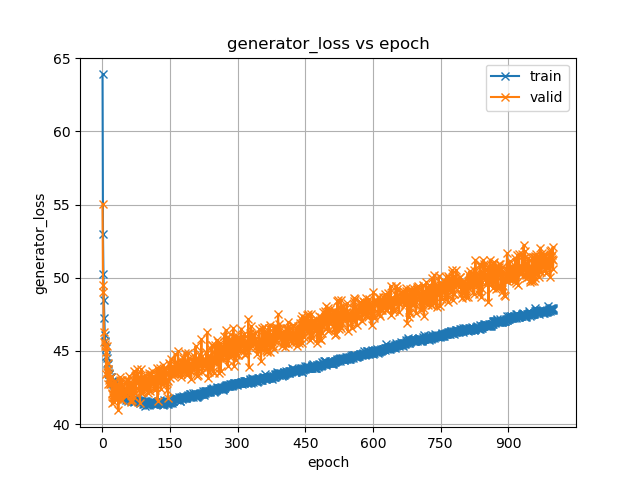 generator_loss vs epoch
train
valid
65
60
55
50
45
40
generator_loss
0 150 300 450 600 750 900
epoch